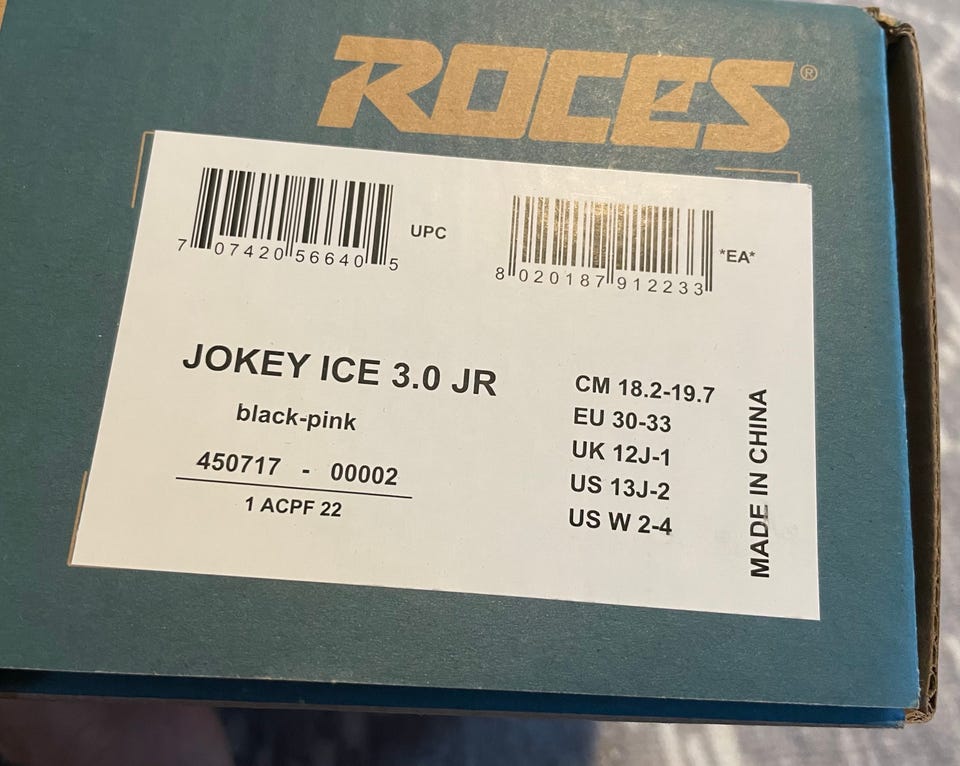 ROCES®
7 07420 56640 5
UPC
8 020187 912233
*EA*
JOKEY ICE 3.0 JR
black-pink
450717 - 00002
1 ACPF 22
CM 18.2-19.7
EU 30-33
UK 12J-1
US 13J-2
US W 2-4
MADE IN CHINA